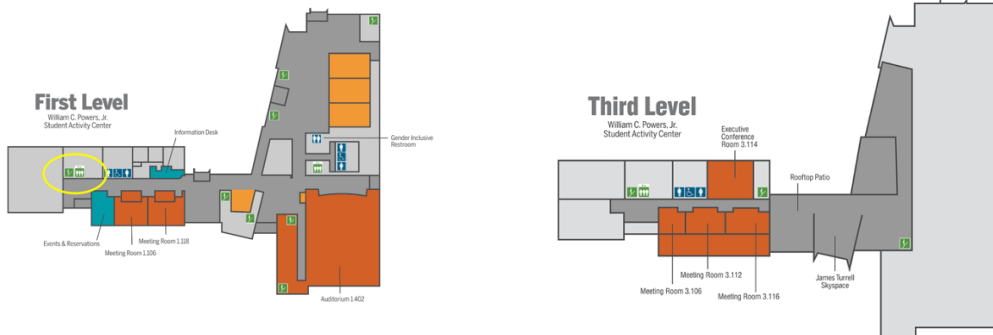 First Level
William C. Powers, Jr.
Student Activity Center
Information Desk
Gender Inclusive
Restroom
Events & Reservations
Meeting Room 1.118
Meeting Room 1.106
Auditorium 1.402
Third Level
William C. Powers, Jr.
Student Activity Center
Executive
Conference
Room 3.114
Rooftop Patio
Meeting Room 3.112
Meeting Room 3.106
Meeting Room 3.116
James Turrell
Skyspace